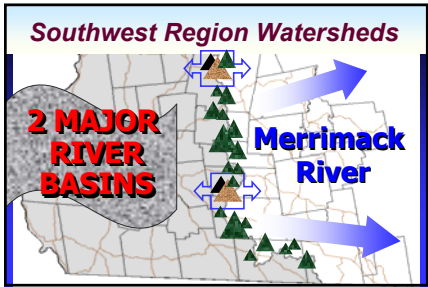 Southwest Region Watersheds
2 MAJOR
RIVER
BASINS
Merrimack
River